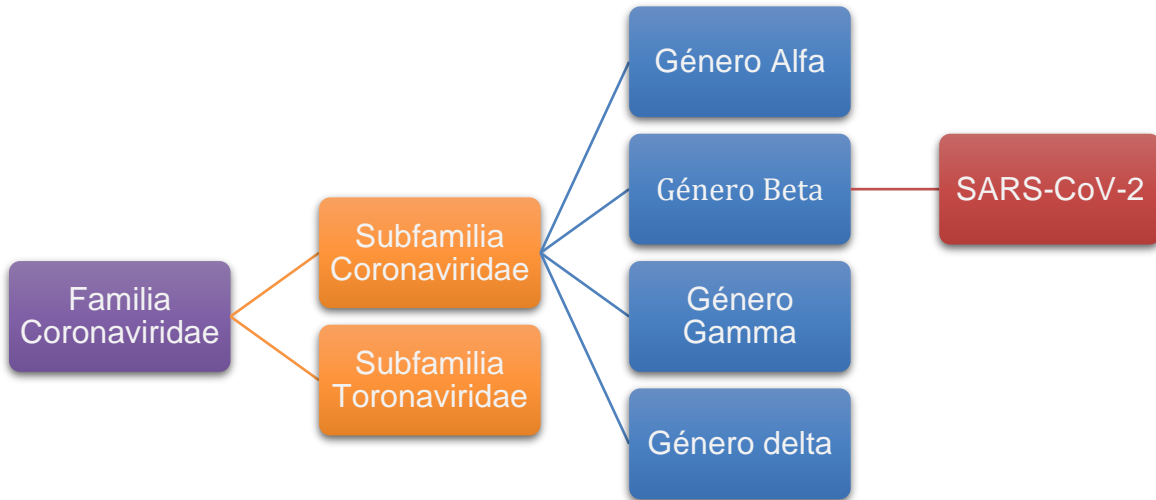 Familia
Coronaviridae
Subfamilia
Coronaviridae
Subfamilia
Toronaviridae
Género Alfa
Género Beta
Género
Gamma
Género delta
SARS-CoV-2